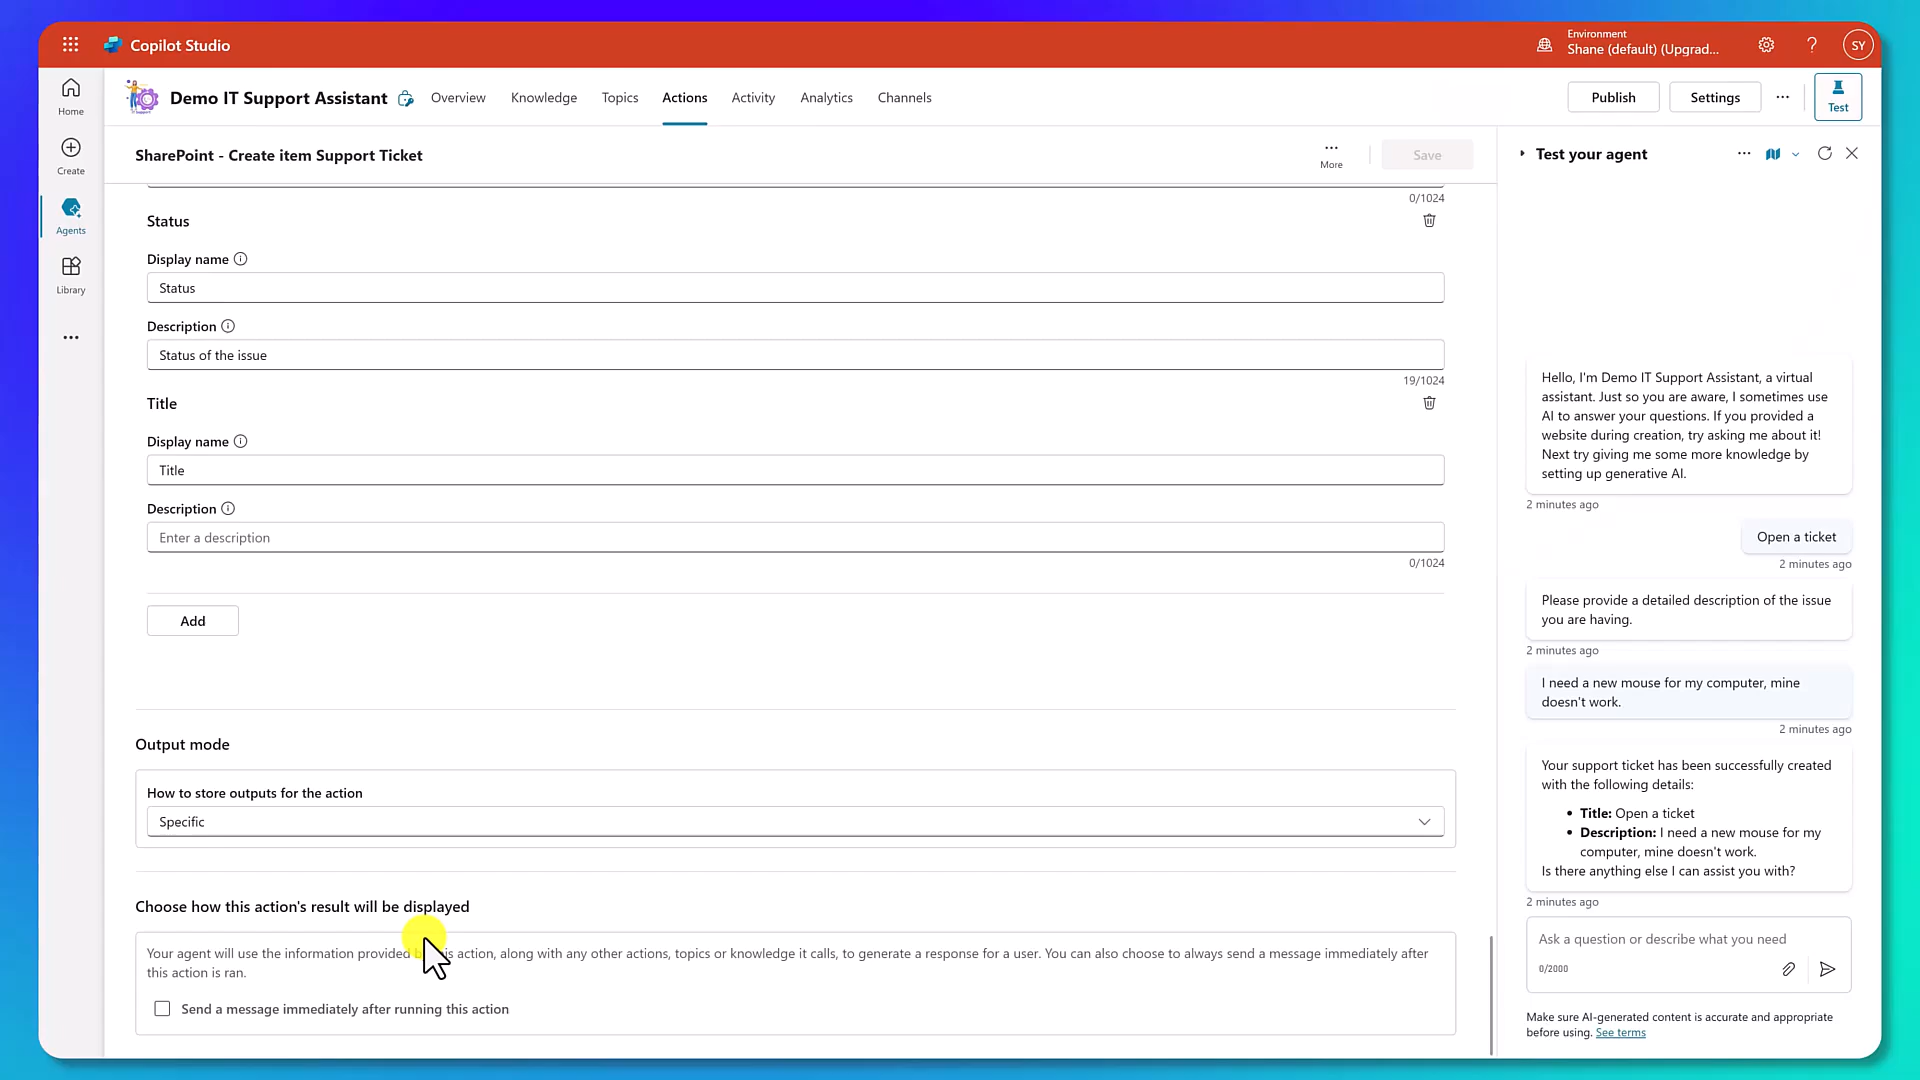 Copilot Studio
Environment
Shane (default) (Upgrad...
?
SY
Home
Create
Agents
Library
Demo IT Support Assistant
Overview
Knowledge
Topics
Actions
Activity
Analytics
Channels
Publish
Settings
Test
SharePoint - Create item Support Ticket
More
Save
0/1024
Status
Display name
Status
Description
Status of the issue
19/1024
Title
Display name
Title
Description
Enter a description
0/1024
Add
Output mode
How to store outputs for the action
Specific
Choose how this action's result will be displayed
Your agent will use the information provided action, along with any other actions, topics or knowledge it calls, to generate a response for a user. You can also choose to always send a message immediately after
this action is ran.
Send a message immediately after running this action
Test your agent
Hello, I'm Demo IT Support Assistant, a virtual
assistant. Just so you are aware, I sometimes use
AI to answer your questions. If you provided a
website during creation, try asking me about it!
Next try giving me some more knowledge by
setting up generative AI.
2 minutes ago
Open a ticket
2 minutes ago
Please provide a detailed description of the issue
you are having.
2 minutes ago
I need a new mouse for my computer, mine
doesn't work.
2 minutes ago
Your support ticket has been successfully created
with the following details:
• Title: Open a ticket
• Description: I need a new mouse for my
computer, mine doesn't work.
Is there anything else I can assist you with?
2 minutes ago
Ask a question or describe what you need
0/2000
Make sure AI-generated content is accurate and appropriate
before using. See terms